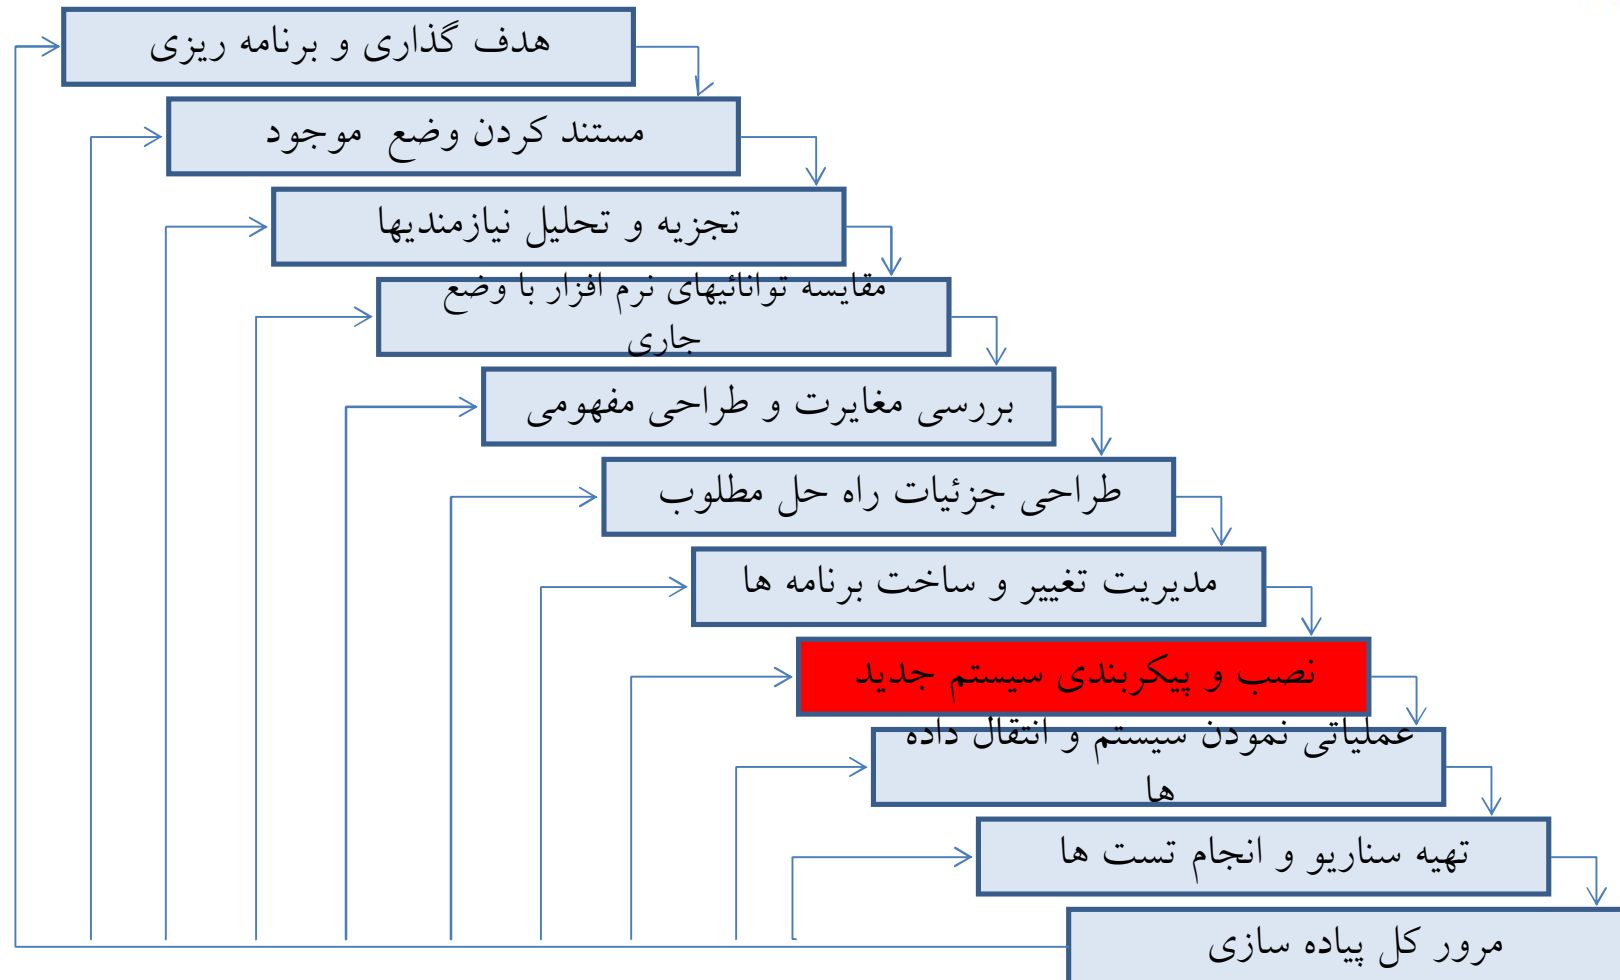 هدف گذاری و برنامه ریزی
مستند کردن وضع موجود
تجزیه و تحلیل نیازمندیها
مقایسه توانائیهای نرم افزار با وضع
جاری
بررسی مغایرت و طراحی مفهومی
طراحی جزئیات راه حل مطلوب
مدیریت تغییر و ساخت برنامه ها
نصب و پیکربندی سیستم جدید
عملیاتی نمودن سیستم و انتقال داده
ها
تهیه سناریو و انجام تست ها
مرور کل پیاده سازی